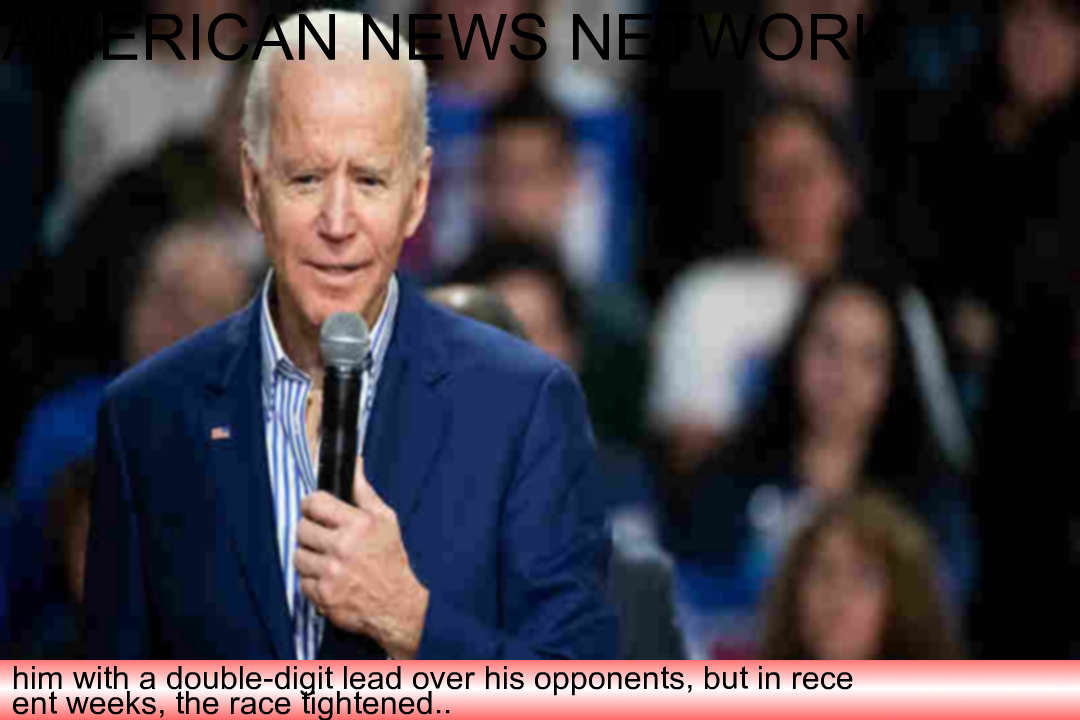 AMERICAN NEWS NETWORK
him with a double-digit lead over his opponents, but in rece
ent weeks, the race tightened..